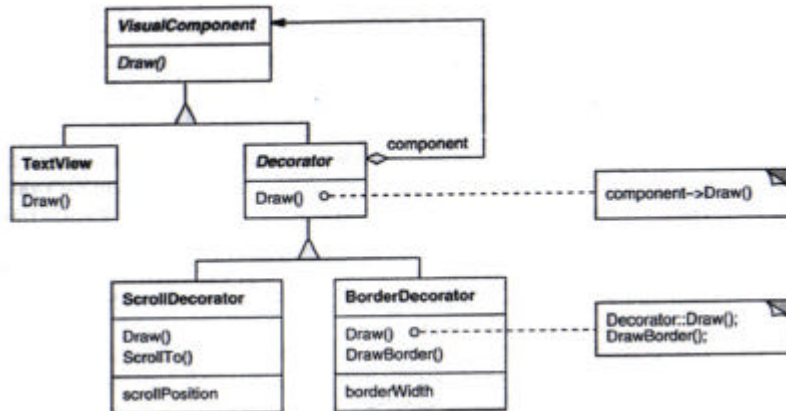 VisualComponent
Draw()
component
TextView
Draw()
Decorator
Draw()
component->Draw()
ScrollDecorator
Draw()
ScrollTo()
scrollPosition
BorderDecorator
Draw()
DrawBorder()
borderWidth
Decorator::Draw();
DrawBorder();